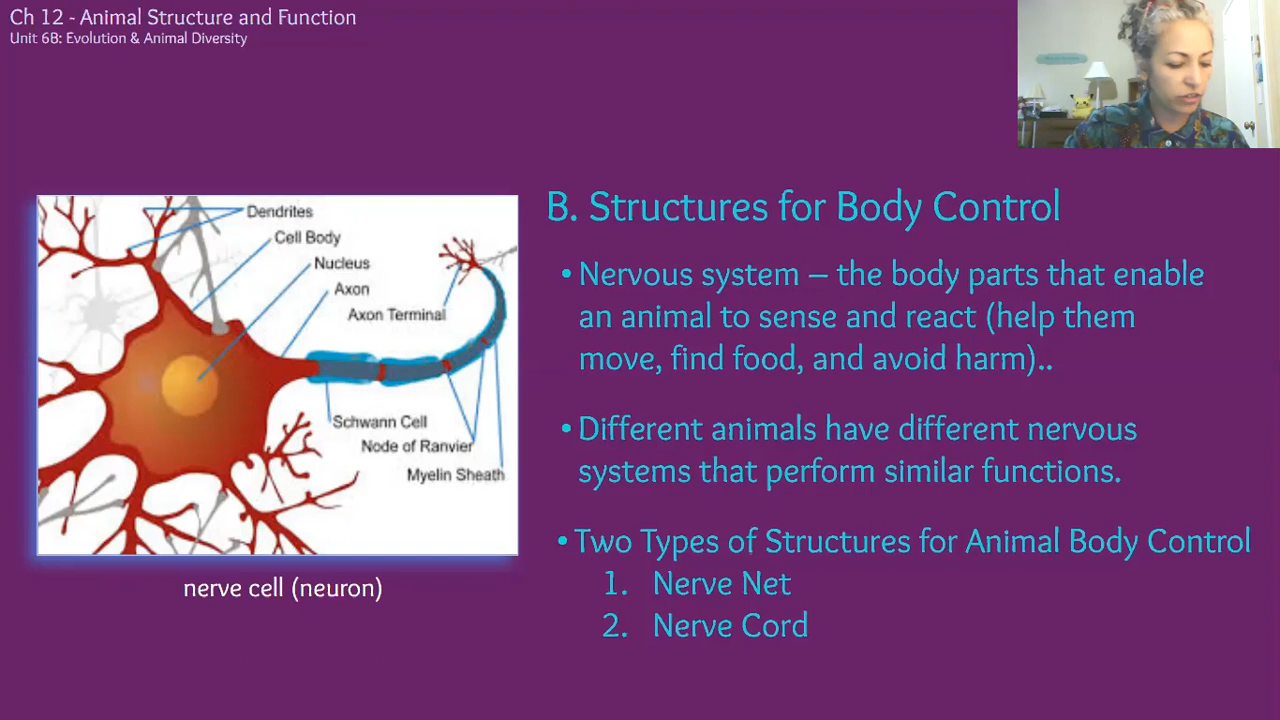 Ch 12 - Animal Structure and Function
Unit 6B: Evolution & Animal Diversity
Dendrites
Cell Body
Nucleus
Axon
Axon Terminal
Schwann Cell
Node of Ranvier
Myelin Sheath
nerve cell (neuron)
B. Structures for Body Control
• Nervous system – the body parts that enable
an animal to sense and react (help them
move, find food, and avoid harm)..
• Different animals have different nervous
systems that perform similar functions.
• Two Types of Structures for Animal Body Control
1. Nerve Net
2. Nerve Cord